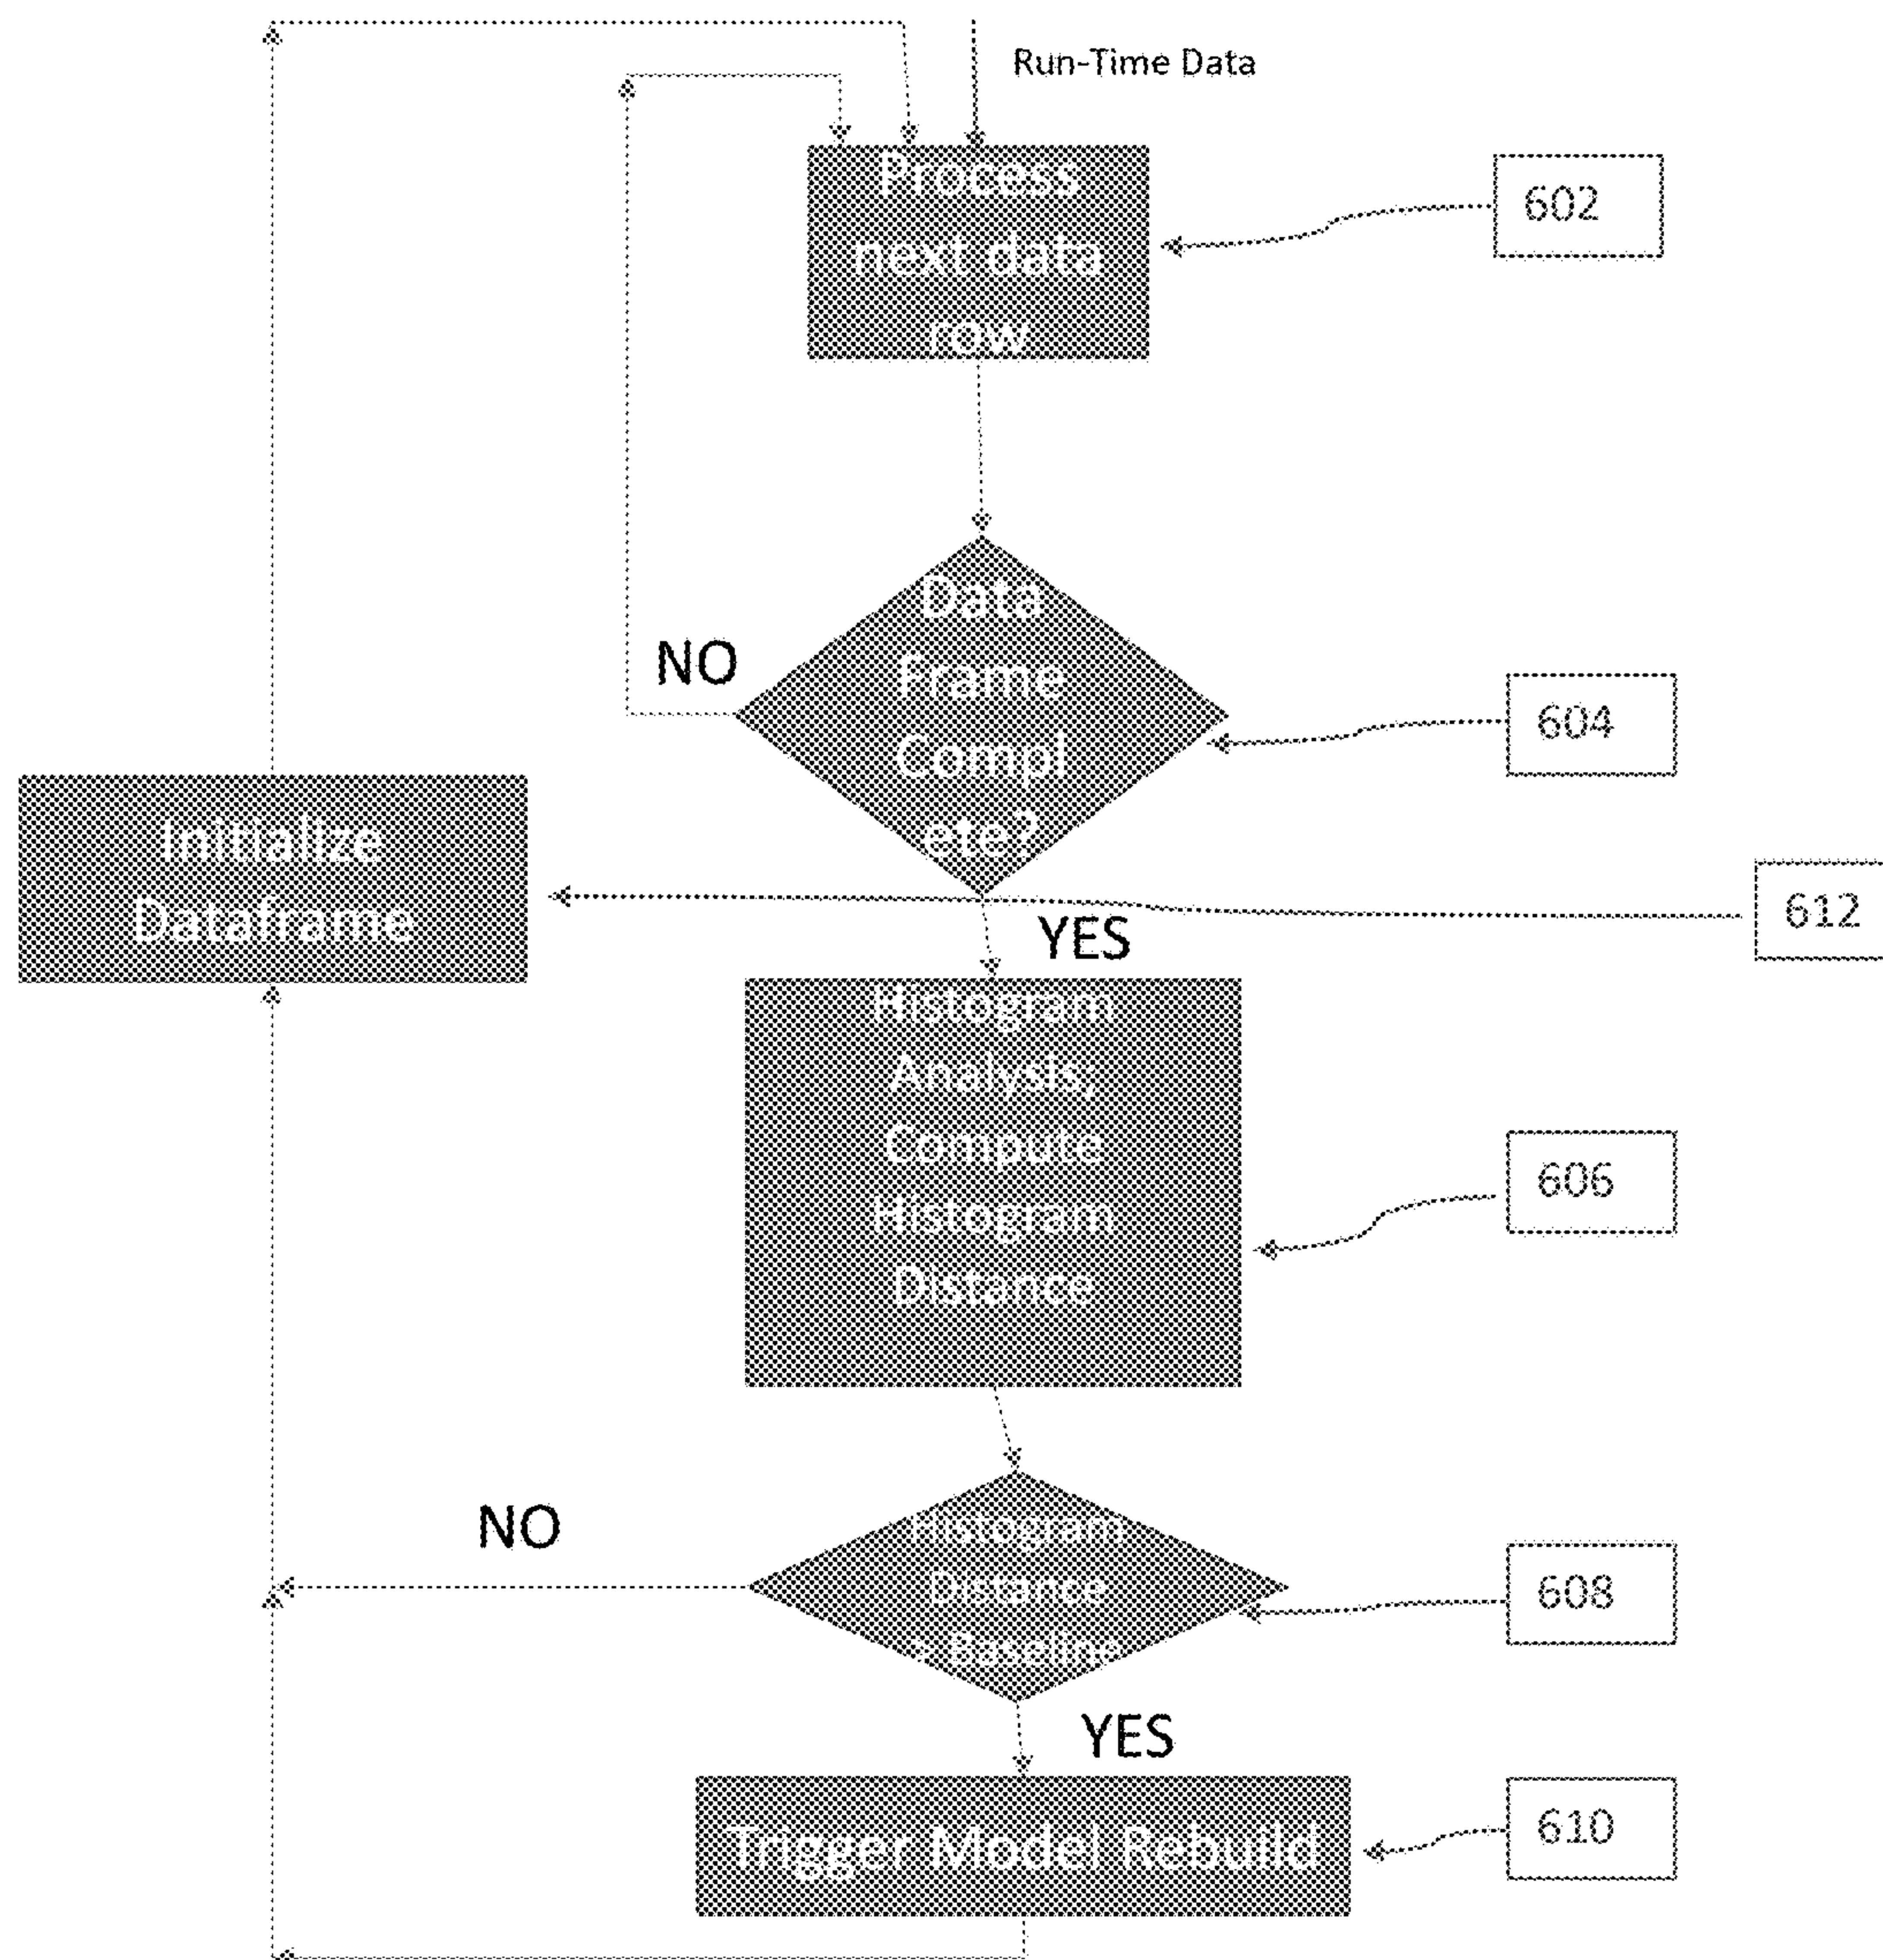 Run-Time Data
Process
next data
row
602
Data
Frame
Compl
ete?
NO
604
Initialize
Dataframe
612
YES
Histogram
Analysis;
Compute
Histogram
Distance
606
Histogram
Distance
> Baseline
NO
608
YES
Trigger Model Rebuild
610